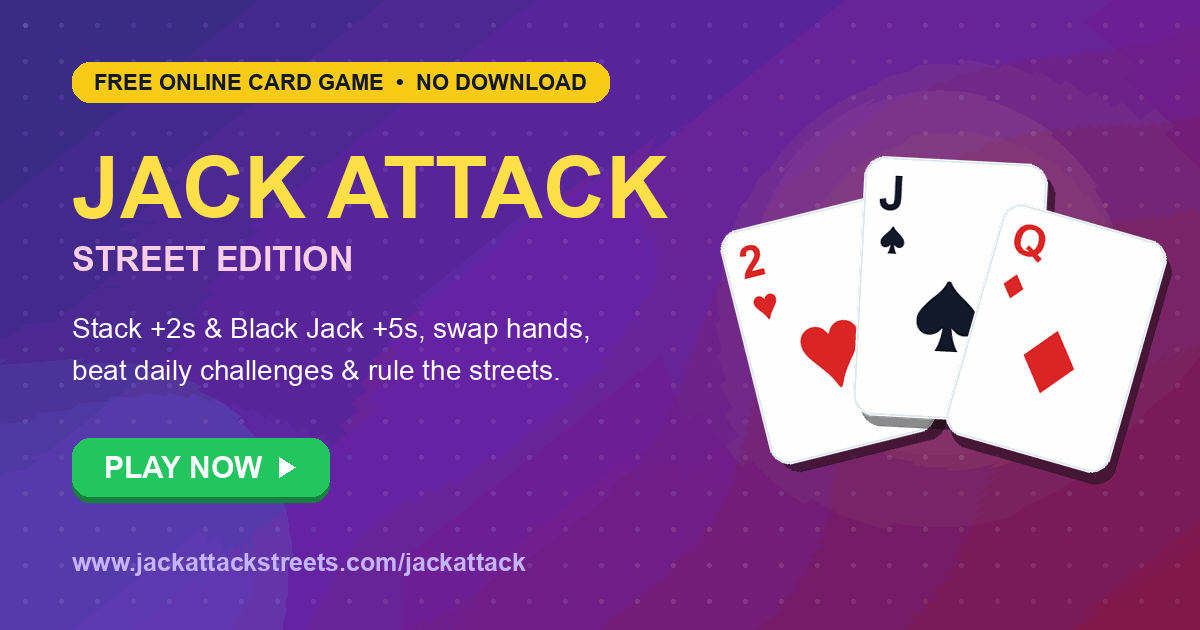 FREE ONLINE CARD GAME • NO DOWNLOAD
JACK ATTACK
STREET EDITION
Stack +2s & Black Jack +5s, swap hands,
beat daily challenges & rule the streets.
PLAY NOW
www.jackattackstreets.com/jackattack
2
J
Q